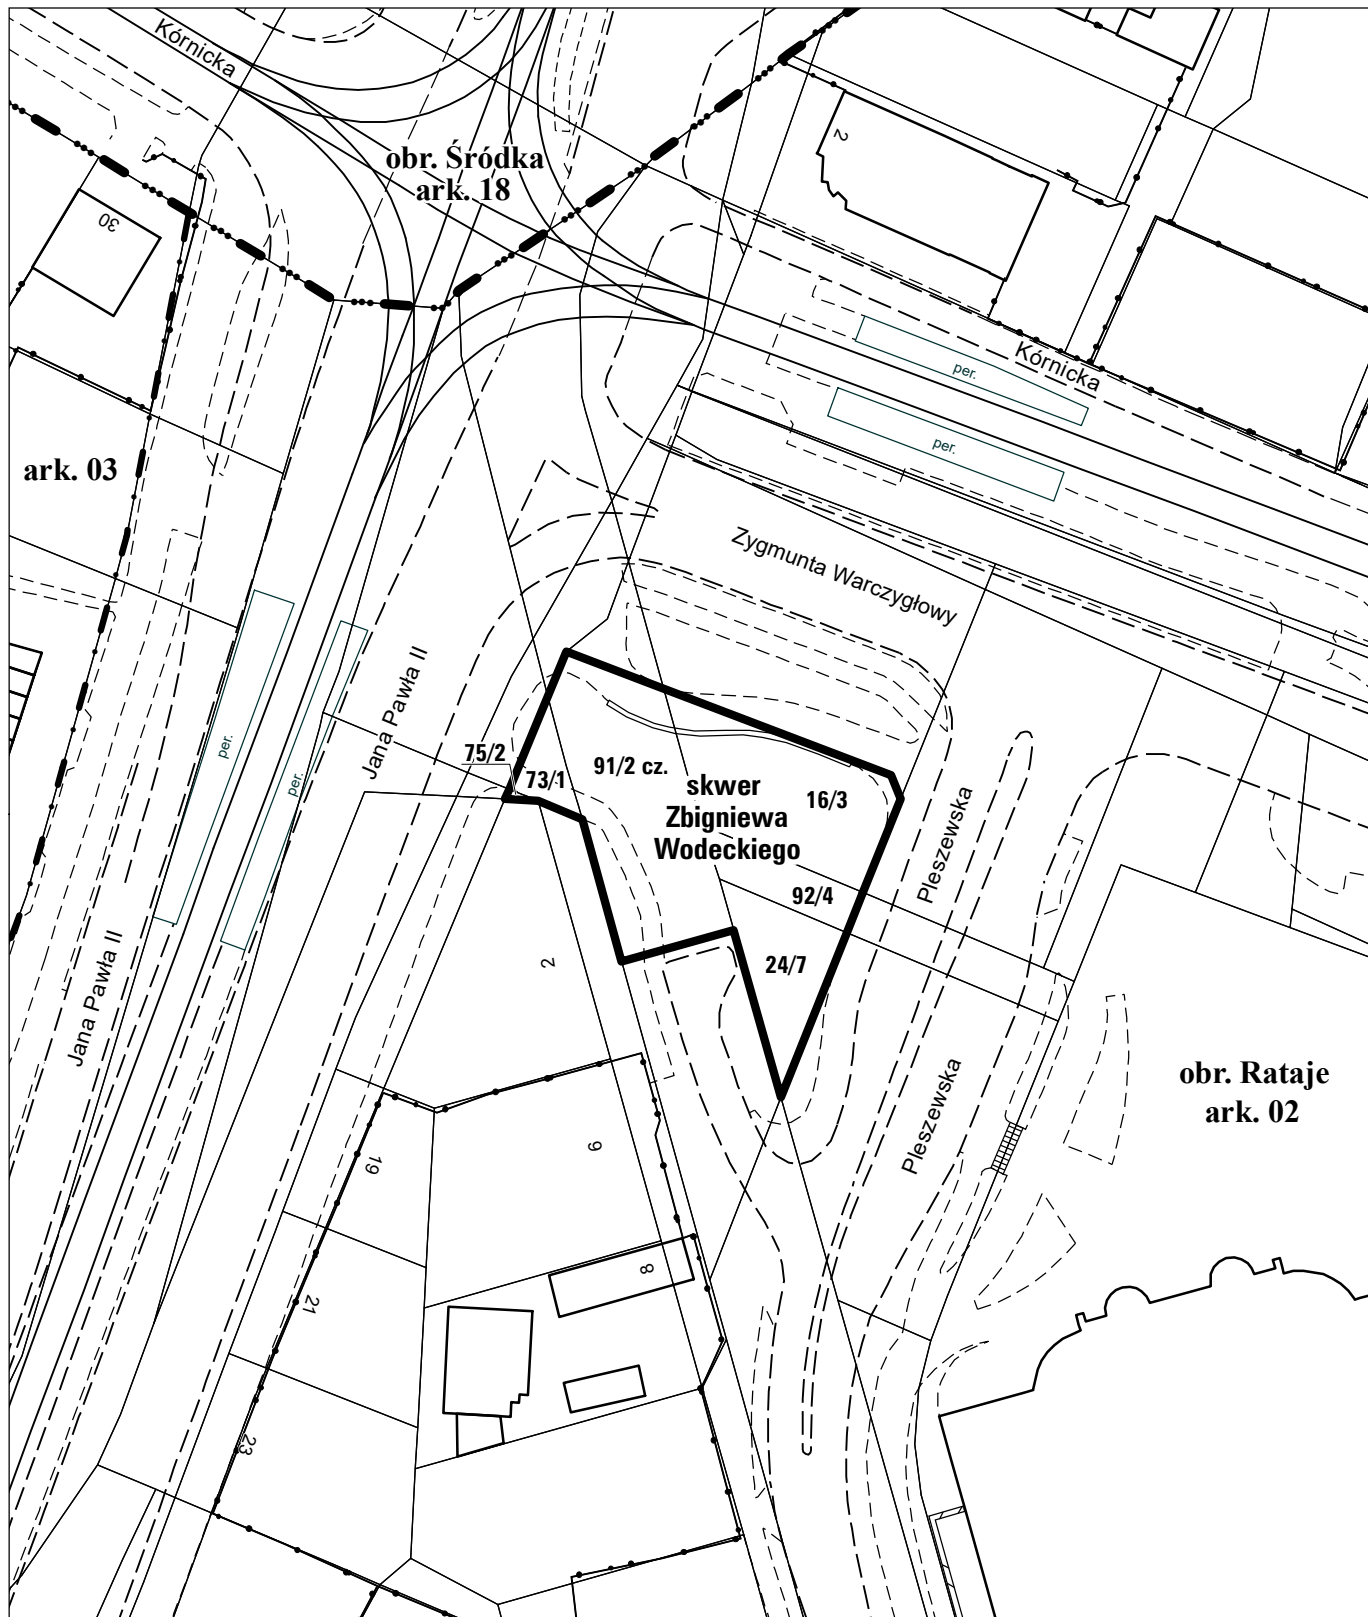 Kórnicka
obr. Śródka
ark. 18
2
30
Kórnicka
per.
per.
ark. 03
Zygmunta Warczygłowy
Jana Pawła II
per.
per.
75/2
73/1
91/2 cz.
skwer
Zbigniewa
Wodeckiego
16/3
92/4
24/7
Pleszewska
Jana Pawła II
2
Pleszewska
obr. Rataje
ark. 02
19
9
8
21
23